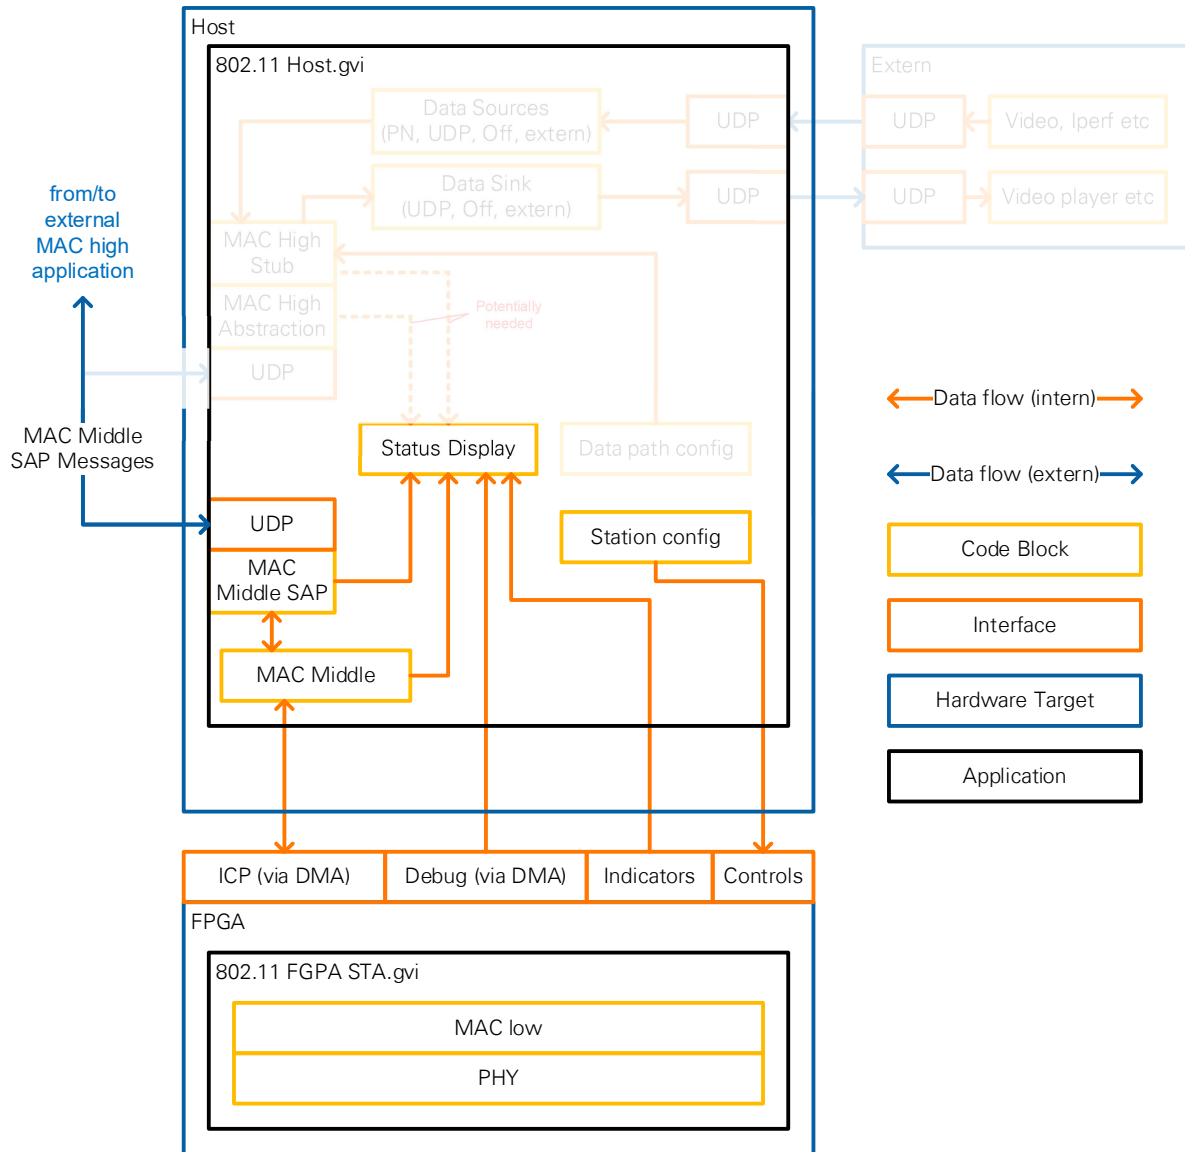 Host
802.11 Host.gvi
Extern
Data Sources
(PN, UDP, Off, extern)
UDP
UDP
Video, Iperf etc
Data Sink
(UDP, Off, extern)
UDP
UDP
Video player etc
from/to
external
MAC high
application
MAC High
Stub
MAC High
Abstraction
UDP
Potentially
needed
Data flow (intern)
MAC Middle
SAP Messages
Status Display
Data path config
Data flow (extern)
UDP
Station config
Code Block
MAC
Middle SAP
Interface
MAC Middle
Hardware Target
Application
ICP (via DMA)
Debug (via DMA)
Indicators
Controls
FPGA
802.11 FGPA STA.gvi
MAC low
PHY